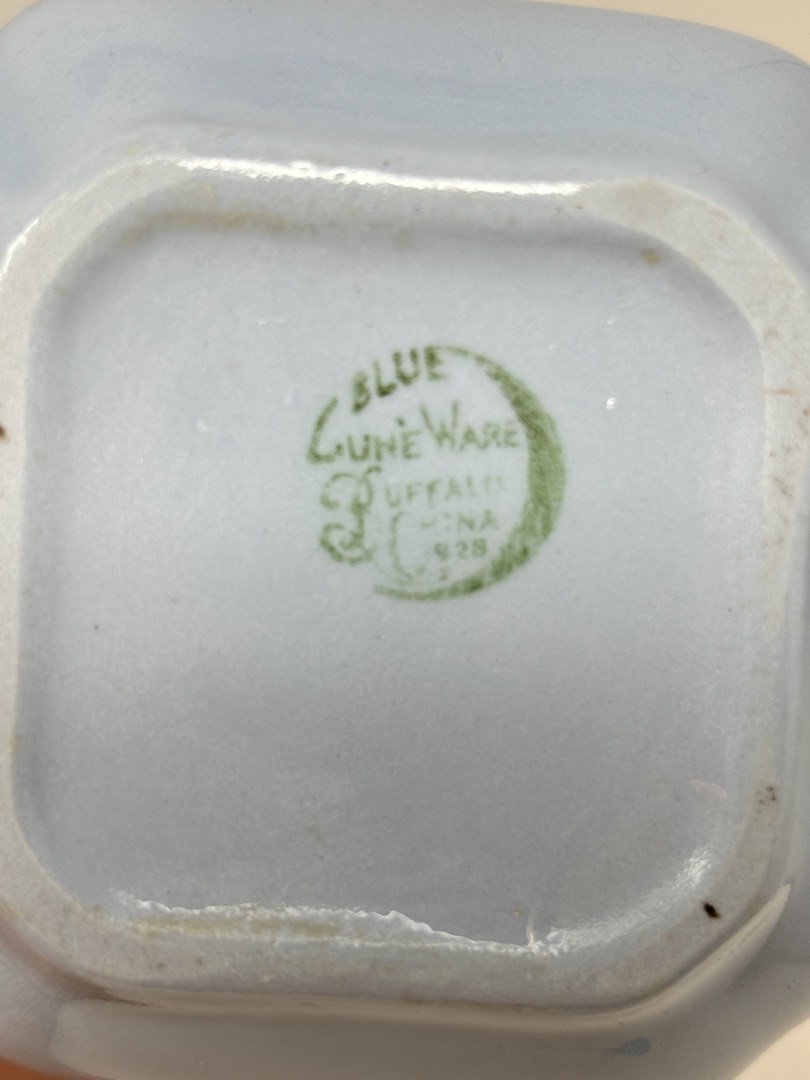 BLUE
LUNE WARE
BUFFALO
CHINA
1928